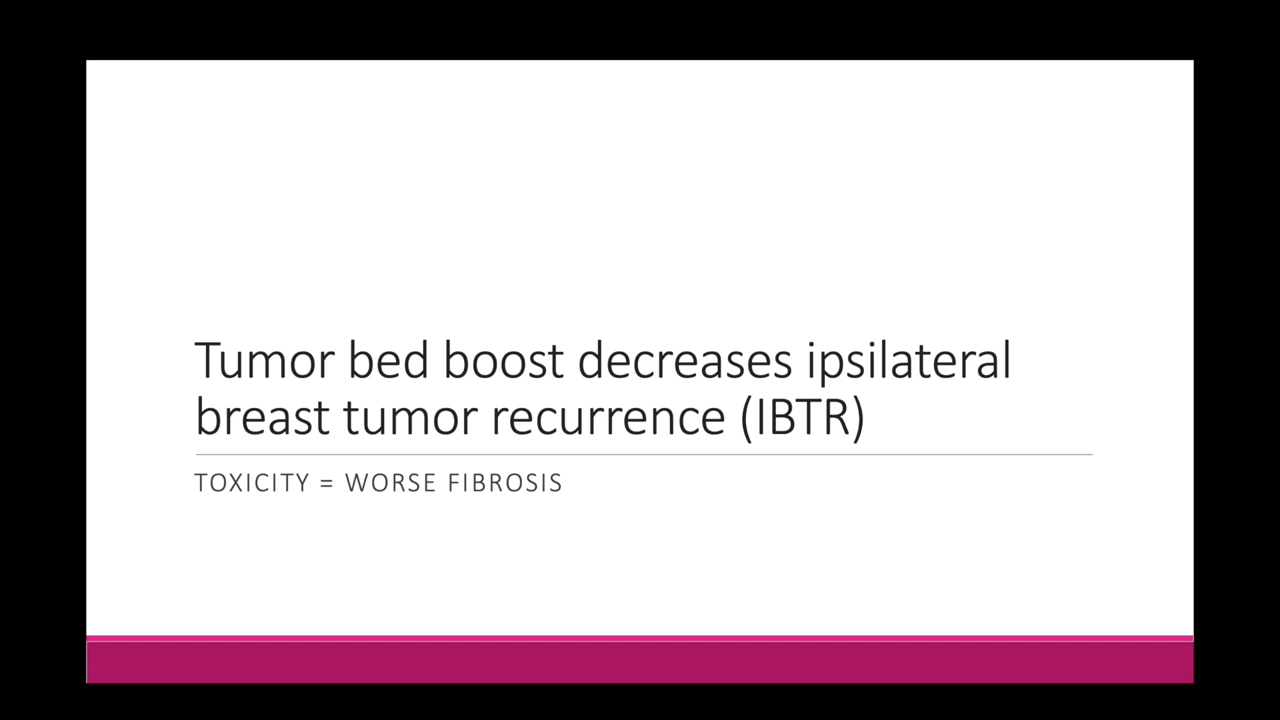 Tumor bed boost decreases ipsilateral
breast tumor recurrence (IBTR)
TOXICITY = WORSE FIBROSIS